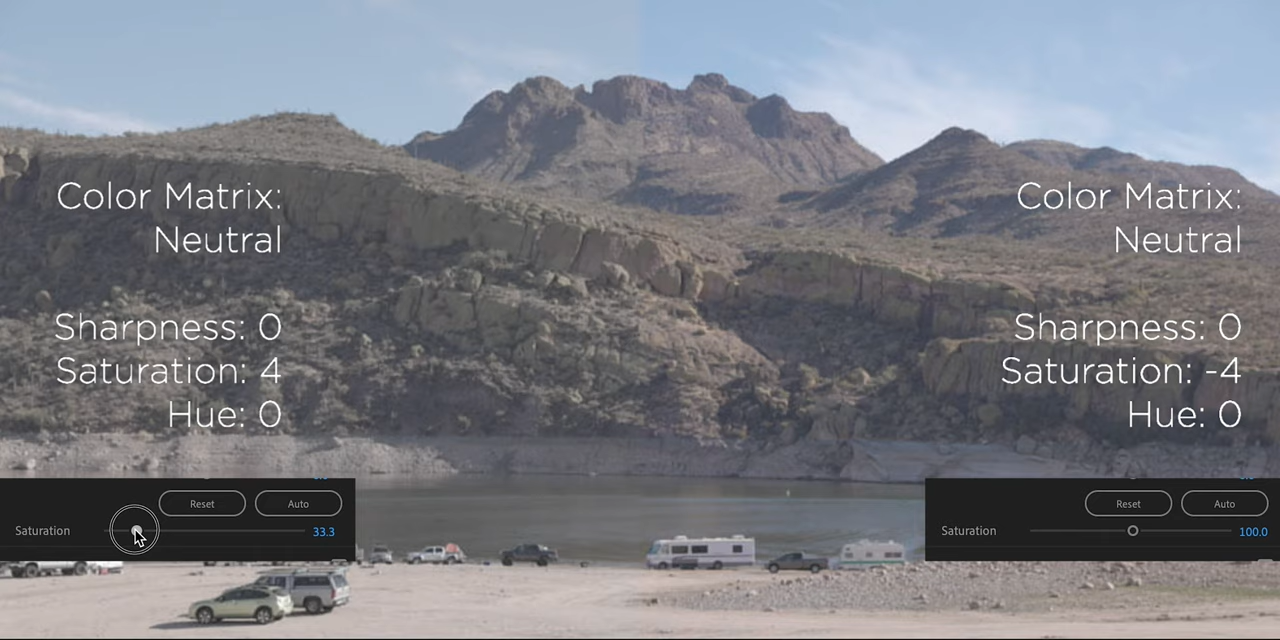 Color Matrix:
Neutral
Sharpness: 0
Saturation: 4
Hue: 0
Color Matrix:
Neutral
Sharpness: 0
Saturation: -4
Hue: 0
Reset
Auto
Saturation
33.3
Reset
Auto
Saturation
100.0